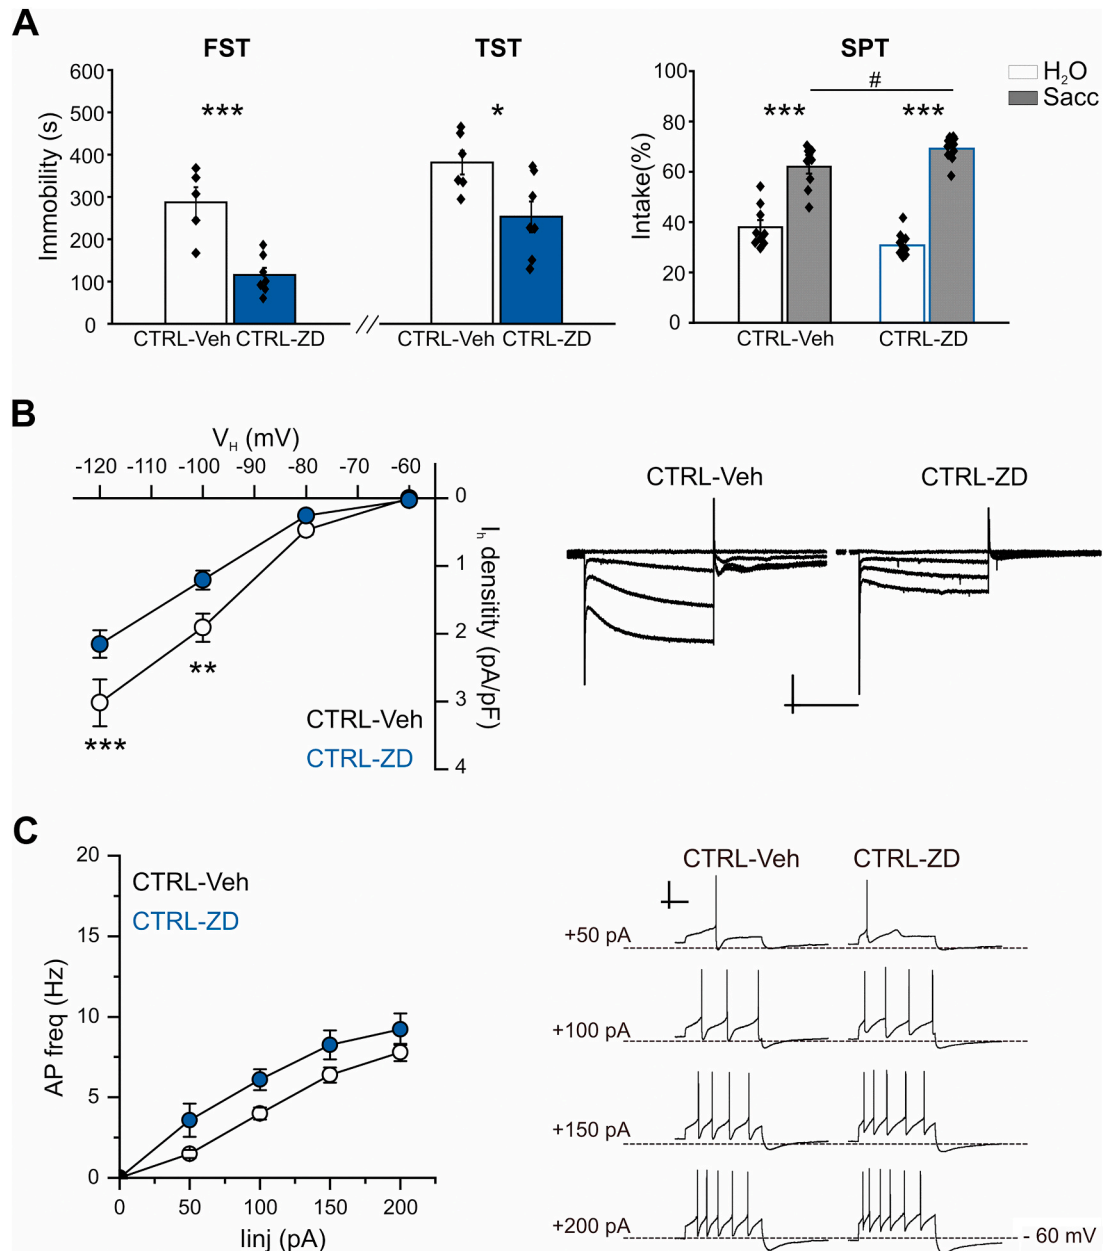 A
FST
TST
SPT
Immobility (s)
600
500
400
300
200
100
0
***
*
CTRL-Veh CTRL-ZD
//
CTRL-Veh CTRL-ZD
Intake(%)
100
80
60
40
20
0
***
#
***
CTRL-Veh
CTRL-ZD
H2O
Sacc
B
VH (mV)
-120 -110 -100 -90 -80 -70 -60
0
1
2
3
4
Ih densitity (pA/pF)
**
***
CTRL-Veh
CTRL-ZD
CTRL-Veh
CTRL-ZD
C
AP freq (Hz)
20
15
10
5
0
CTRL-Veh
CTRL-ZD
0 50 100 150 200
Iinj (pA)
CTRL-Veh
CTRL-ZD
+50 pA
+100 pA
+150 pA
+200 pA
- 60 mV